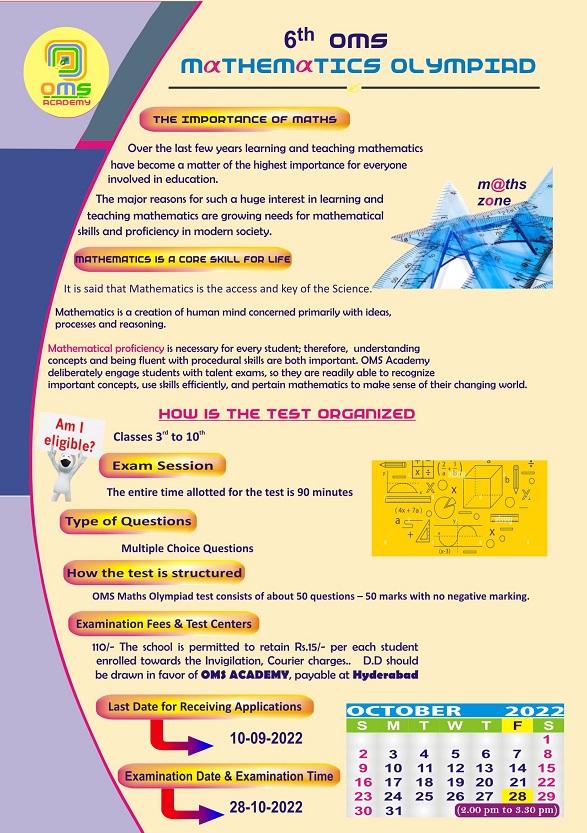 6th OMS
MαTHEMαTICS OLYMPIAD
OMS
ACADEMY
THE IMPORTANCE OF MATHS
Over the last few years learning and teaching mathematics
have become a matter of the highest importance for everyone
involved in education.
The major reasons for such a huge interest in learning and
teaching mathematics are growing needs for mathematical
skills and proficiency in modern society.
m@ths
zone
MATHEMATICS IS A CORE SKILL FOR LIFE
It is said that Mathematics is the access and key of the Science.
Mathematics is a creation of human mind concerned primarily with ideas,
processes and reasoning.
Mathematical proficiency is necessary for every student; therefore, understanding
concepts and being fluent with procedural skills are both important. OMS Academy
deliberately engage students with talent exams, so they are readily able to recognize
important concepts, use skills efficiently, and pertain mathematics to make sense of their changing world.
HOW IS THE TEST ORGANIZED
Am I
eligible?
Classes 3rd to 10th
Exam Session
The entire time allotted for the test is 90 minutes
Type of Questions
Multiple Choice Questions
(4x + 7a)
(x-3)
How the test is structured
OMS Maths Olympiad test consists of about 50 questions – 50 marks with no negative marking.
Examination Fees & Test Centers
110/- The school is permitted to retain Rs.15/- per each student
enrolled towards the Invigilation, Courier charges.. D.D should
be drawn in favor of OMS ACADEMY, payable at Hyderabad
Last Date for Receiving Applications
10-09-2022
Examination Date & Examination Time
28-10-2022
OCTOBER 2022
S M T W T F S
1
2 3 4 5 6 7 8
9 10 11 12 13 14 15
16 17 18 19 20 21 22
23 24 25 26 27 28 29
30 31 (2.00 pm to 3.30 pm)